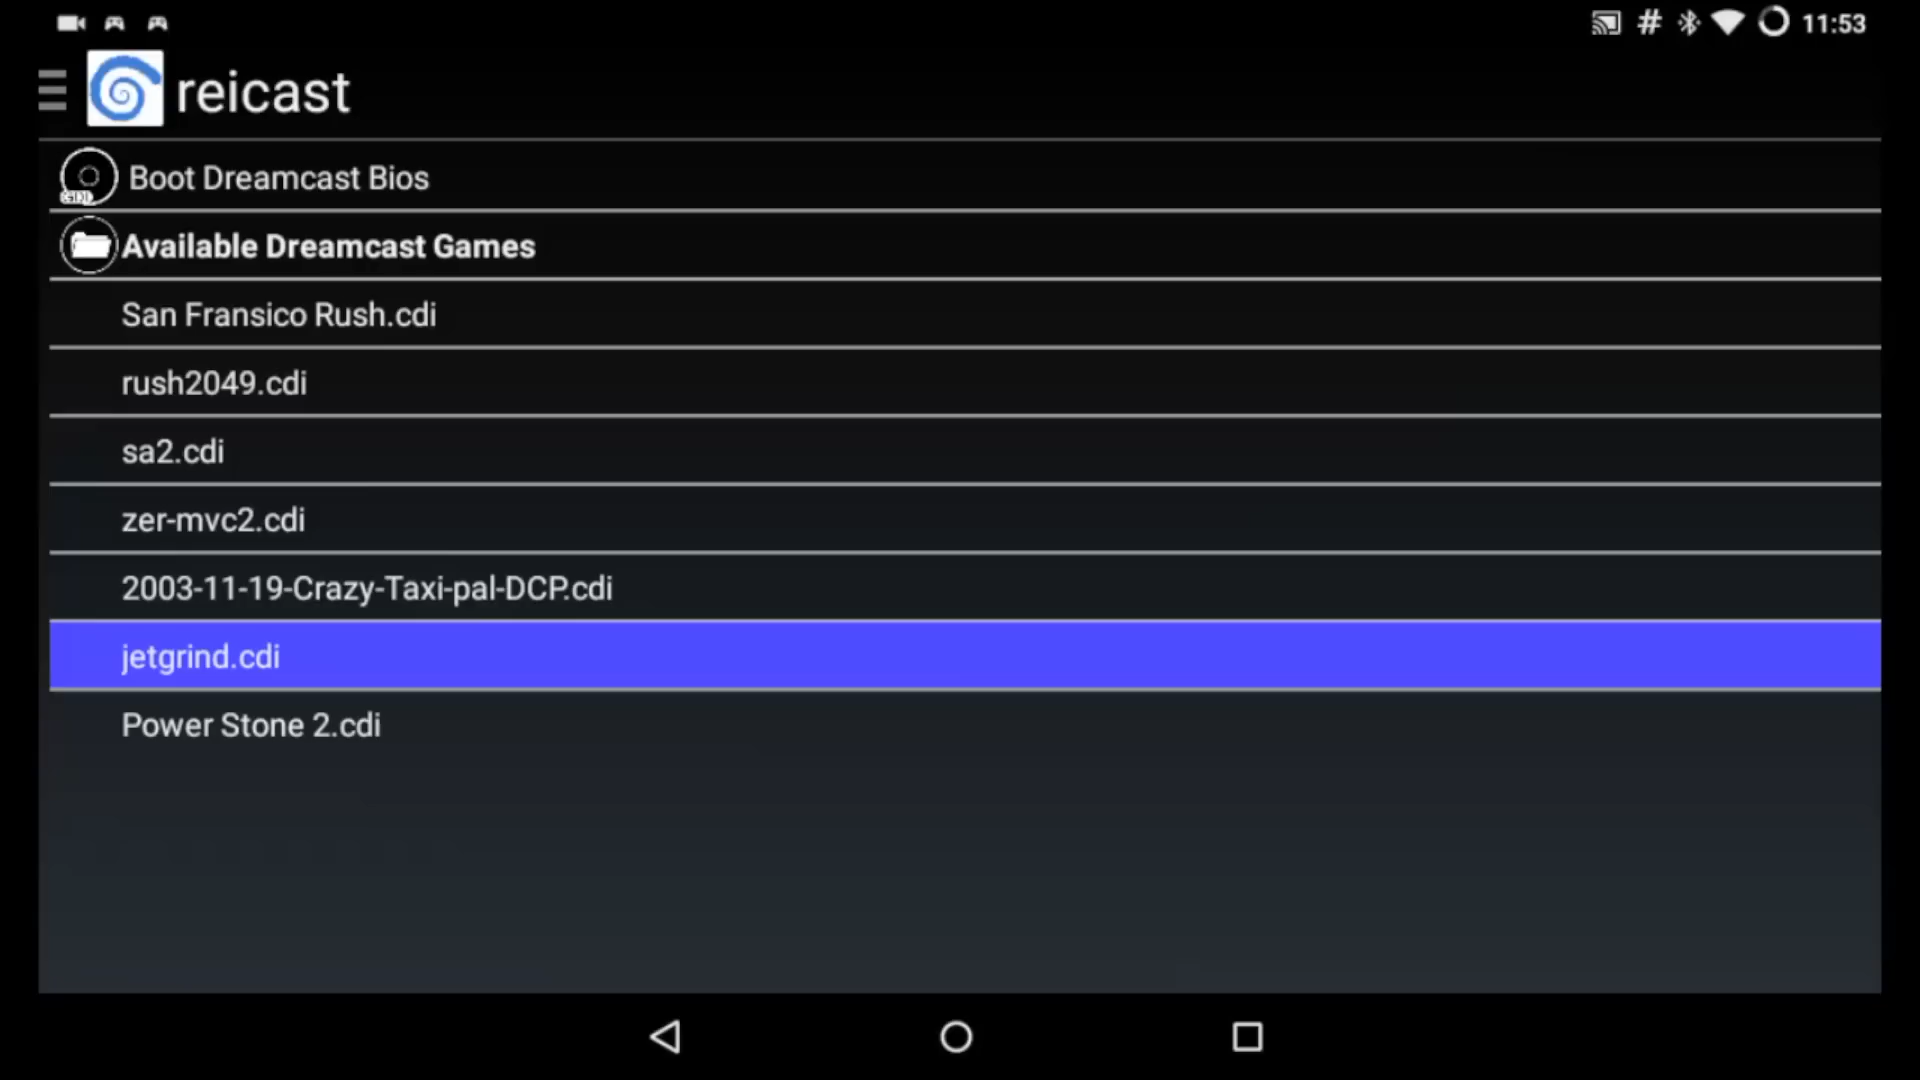 11:53
reicast
GDI
Boot Dreamcast Bios
Available Dreamcast Games
San Fransico Rush.cdi
rush2049.cdi
sa2.cdi
zer-mvc2.cdi
2003-11-19-Crazy-Taxi-pal-DCP.cdi
jetgrind.cdi
Power Stone 2.cdi